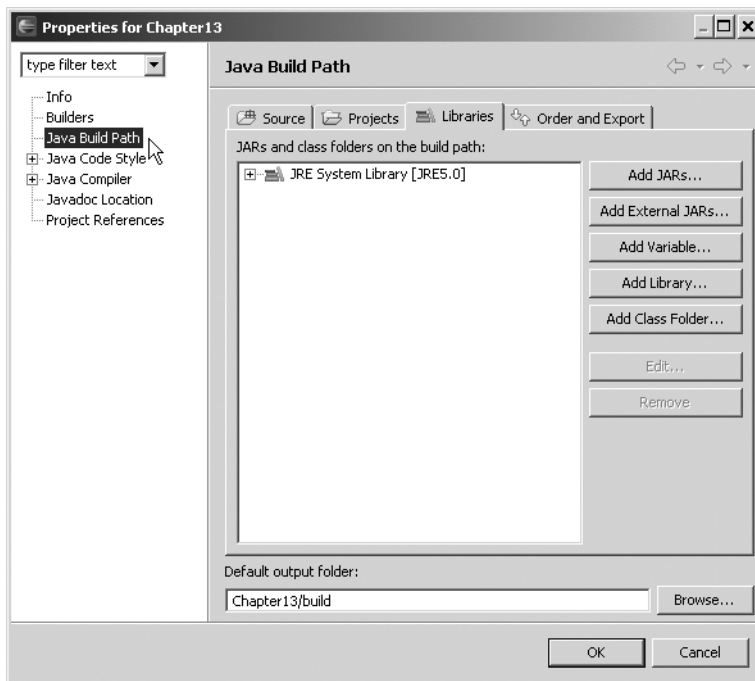 Properties for Chapter13
type filter text
Info
Builders
Java Build Path
Java Code Style
Java Compiler
Javadoc Location
Project References
Java Build Path
Source
Projects
Libraries
Order and Export
JARs and class folders on the build path:
JRE System Library [JRE5.0]
Add JARs...
Add External JARs...
Add Variable...
Add Library...
Add Class Folder...
Edit...
Remove
Default output folder:
Chapter13/build
Browse...
OK
Cancel